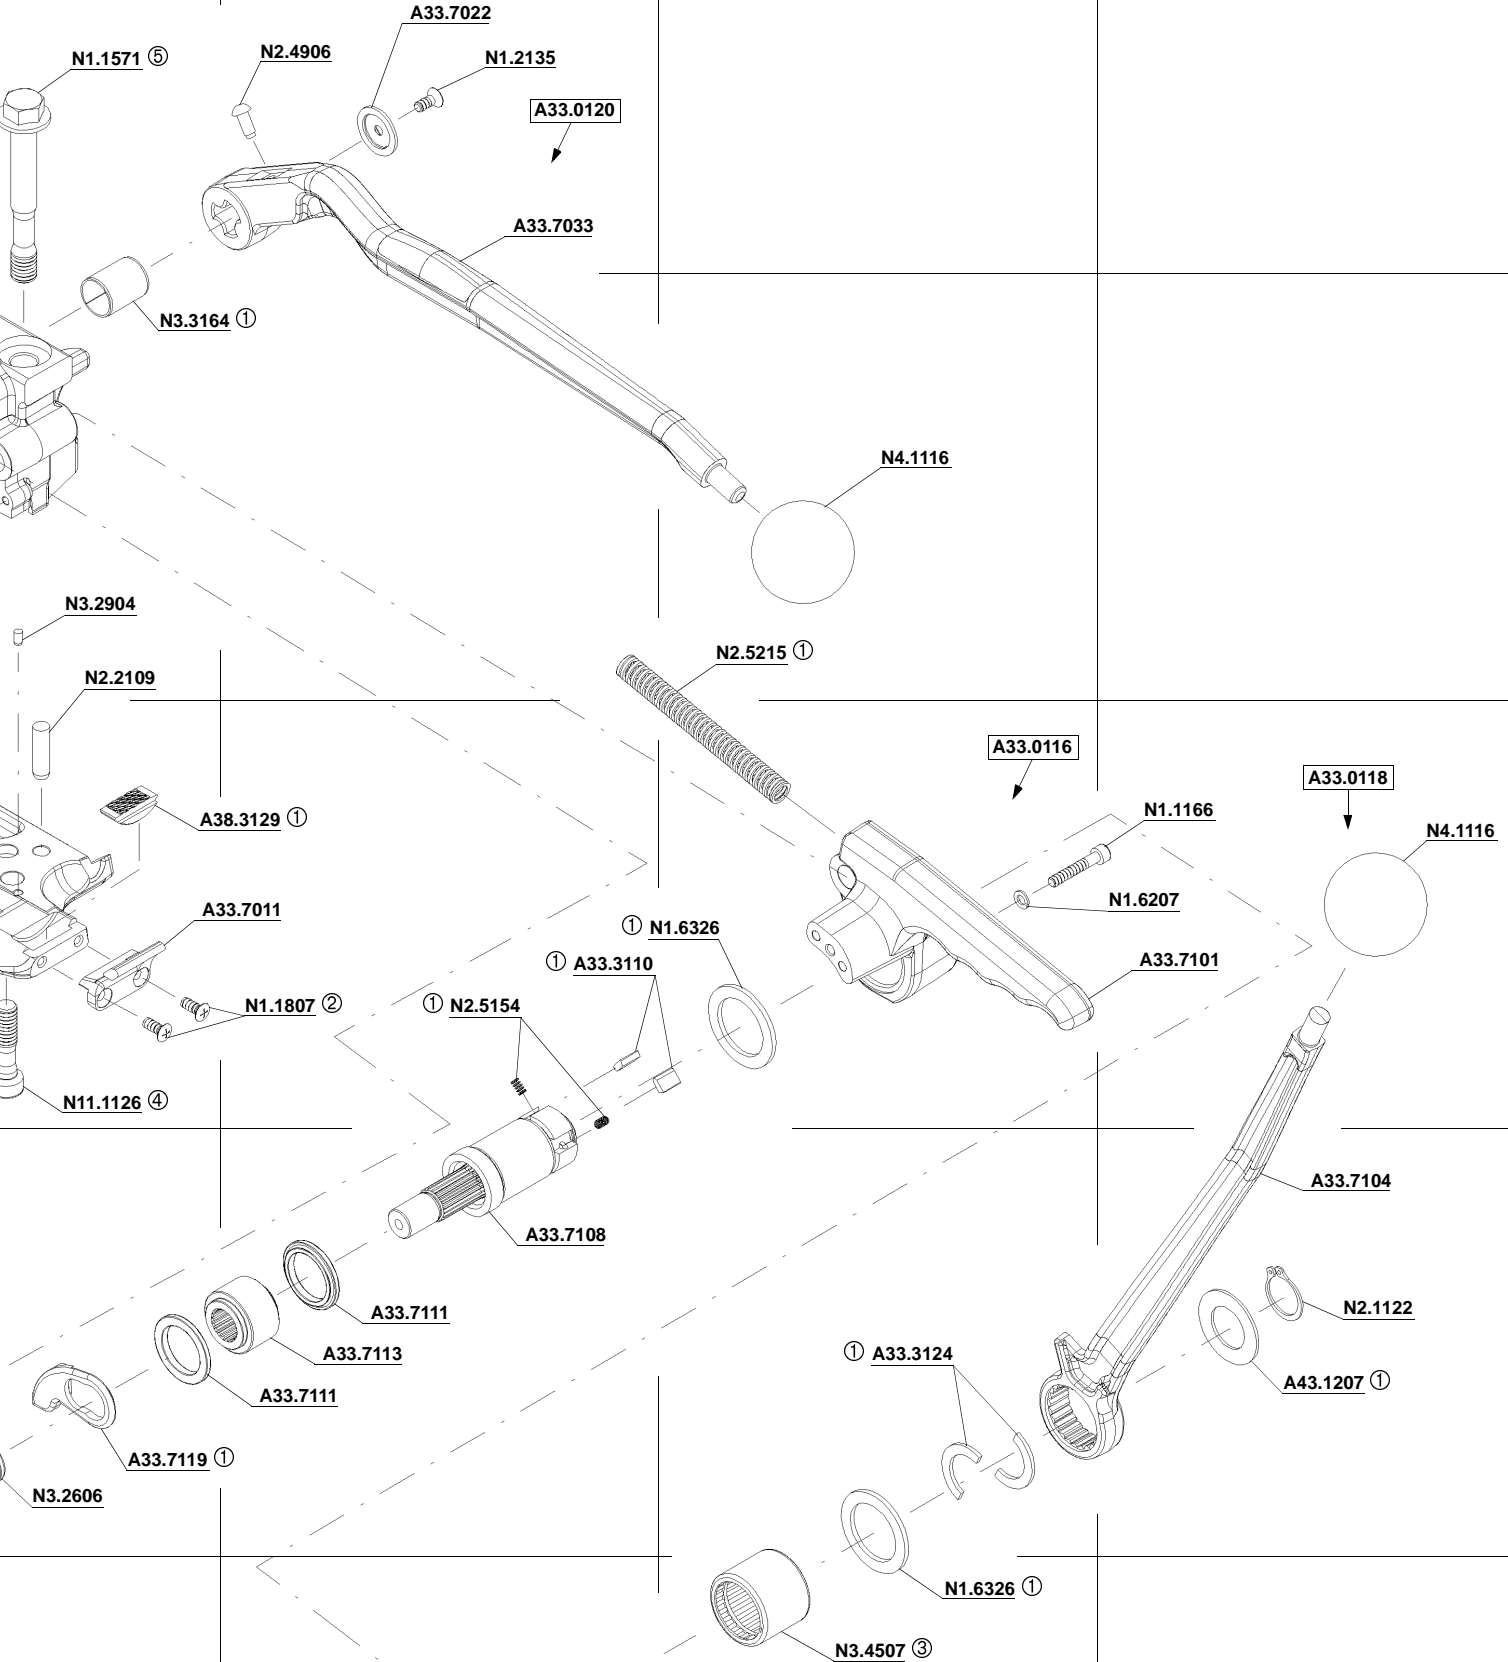 A33.7022
N1.1571 ⑤
N2.4906
N1.2135
A33.0120
A33.7033
N3.3164 ①
N4.1116
N3.2904
N2.5215 ①
N2.2109
A33.0116
A33.0118
N1.1166
A38.3129 ①
N4.1116
N1.6207
A33.7011
① N1.6326
① A33.3110
A33.7101
N1.1807 ②
① N2.5154
N11.1126 ④
A33.7104
A33.7108
A33.7111
N2.1122
A33.7113
① A33.3124
A43.1207 ①
A33.7111
A33.7119 ①
N3.2606
N1.6326 ①
N3.4507 ③